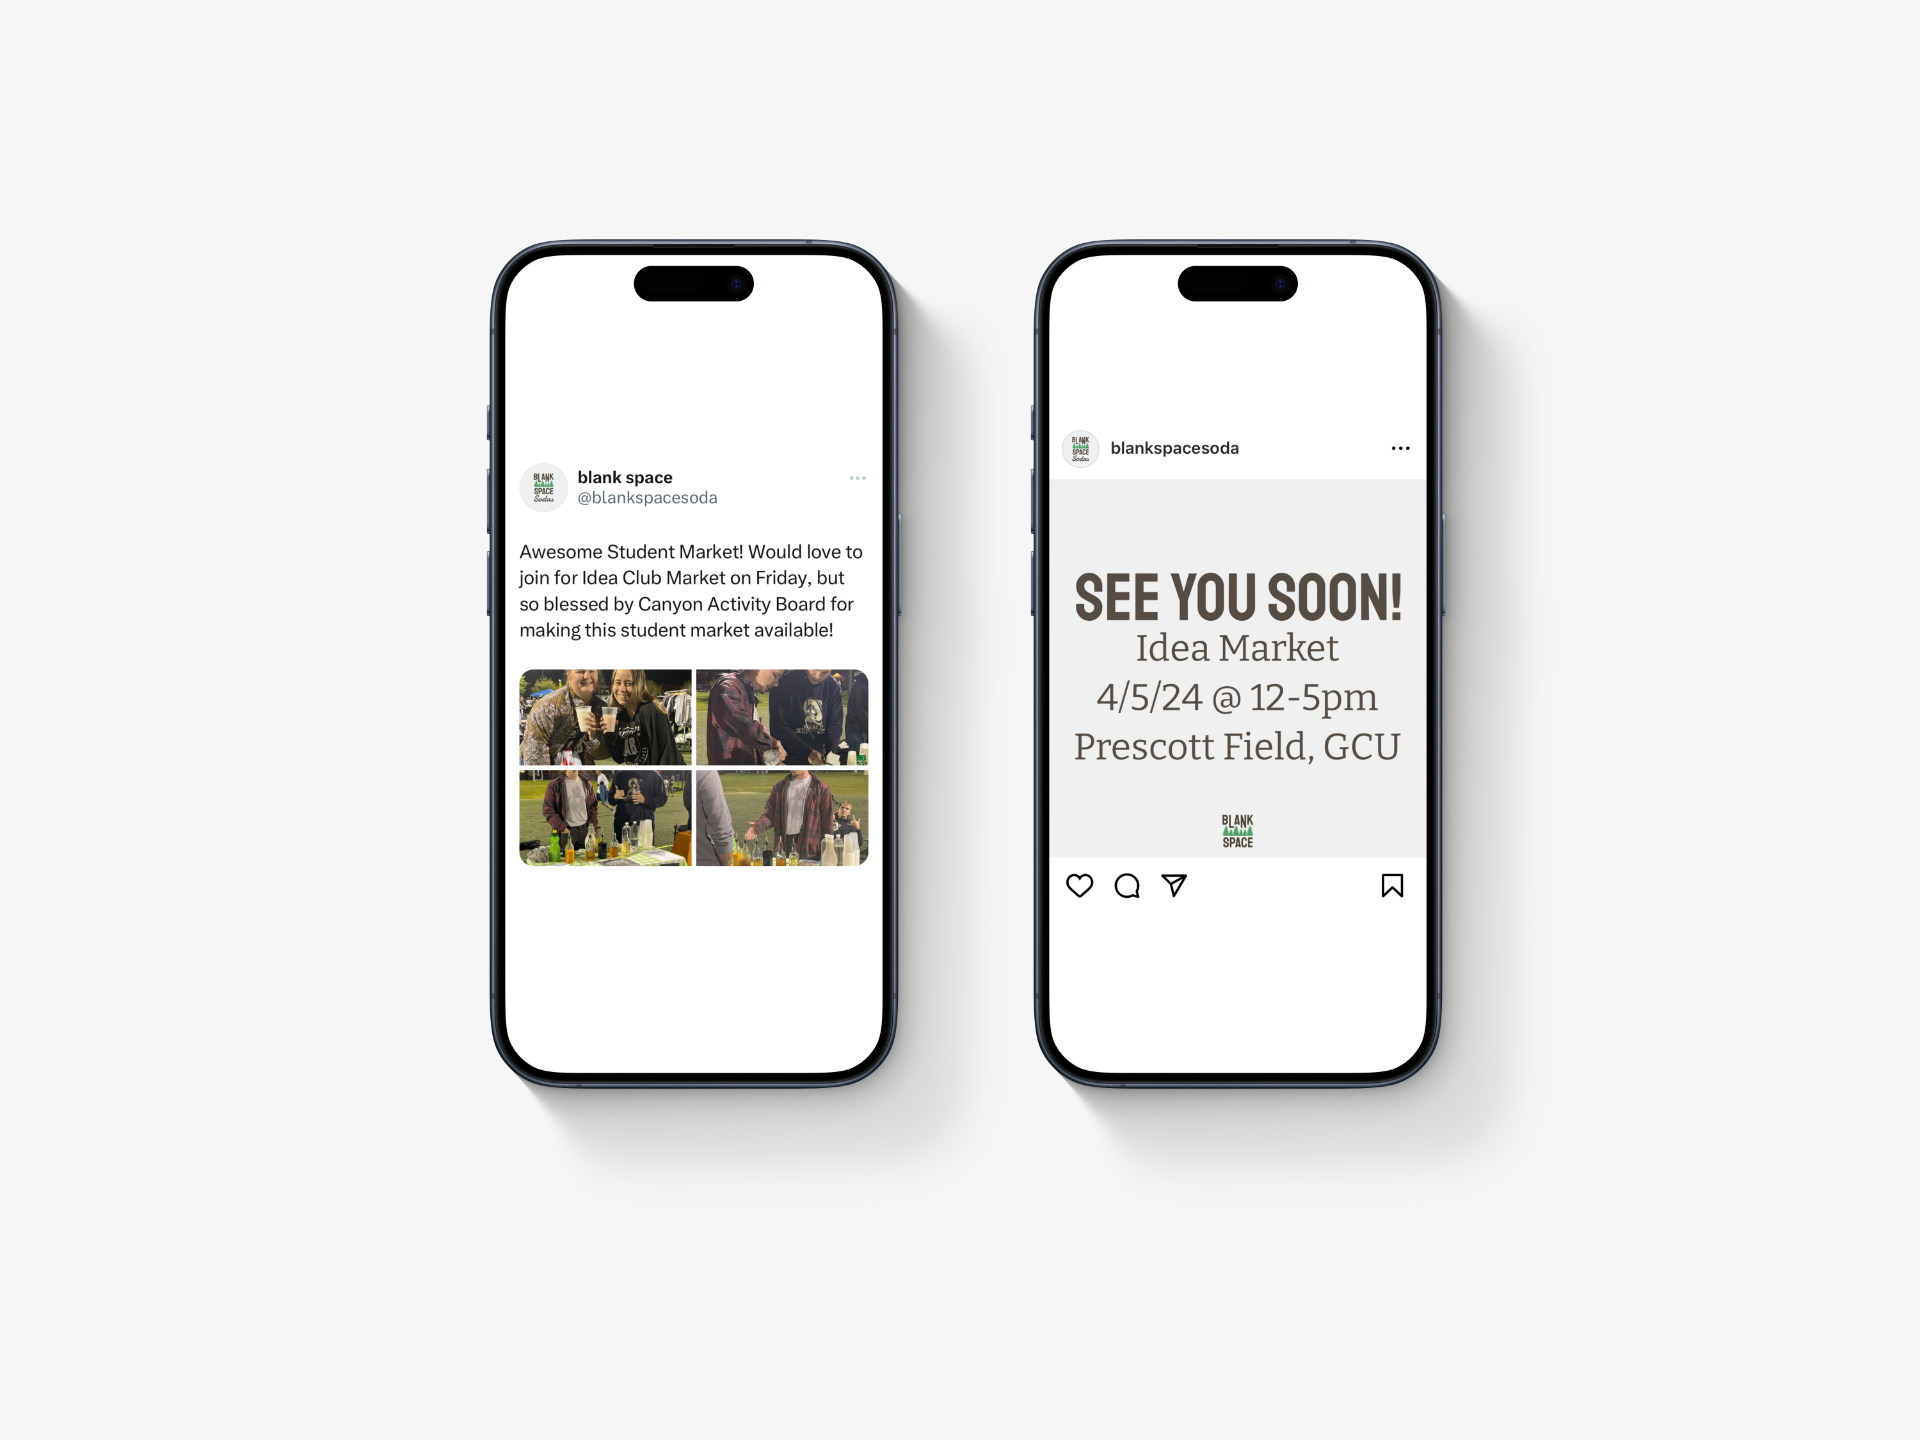 BLANK
SPACE
Sodas
blank space
@blankspacesoda
Awesome Student Market! Would love to
join for Idea Club Market on Friday, but
so blessed by Canyon Activity Board for
making this student market available!
BLANK
SPACE
Sodas
blankspacesoda
SEE YOU SOON!
Idea Market
4/5/24 @ 12-5pm
Prescott Field, GCU
BLANK
SPACE